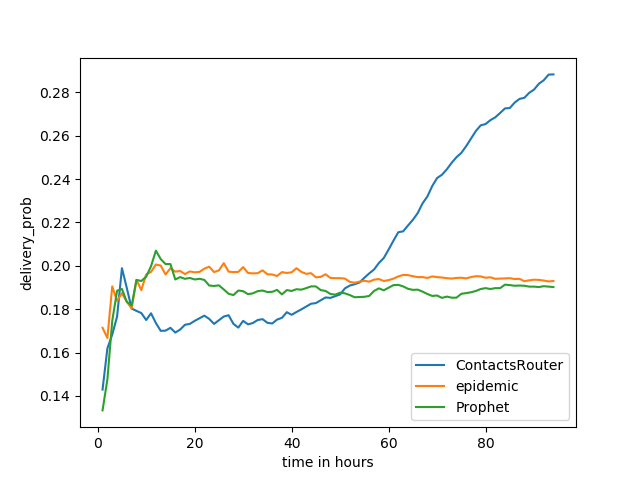 0.28
0.26
0.24
0.22
0.20
0.18
0.16
0.14
delivery_prob
ContactsRouter
epidemic
Prophet
0 20 40 60 80
time in hours